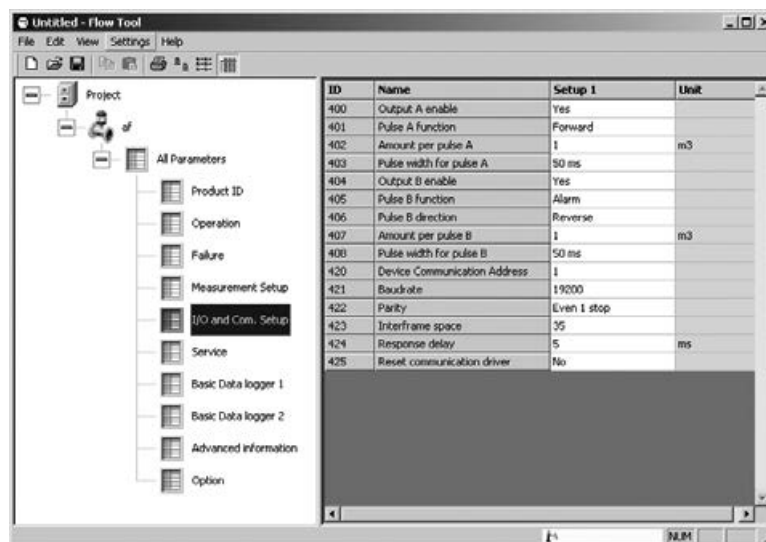 Untitled - Flow Tool
File Edit View Settings Help
Project
af
All Parameters
Product ID
Operation
Failure
Measurement Setup
I/O and Com. Setup
Service
Basic Data logger 1
Basic Data logger 2
Advanced information
Option
ID Name Setup 1 Unit
400 Output A enable Yes
401 Pulse A function Forward
402 Amount per pulse A 1 m3
403 Pulse width for pulse A 50 ms
404 Output B enable Yes
405 Pulse B function Alarm
406 Pulse B direction Reverse
407 Amount per pulse B 1 m3
408 Pulse width for pulse B 50 ms
420 Device Communication Address 1
421 Baudrate 19200
422 Parity Even 1 stop
423 Interframe space 35
424 Response delay 5 ms
425 Reset communication driver No
NUM